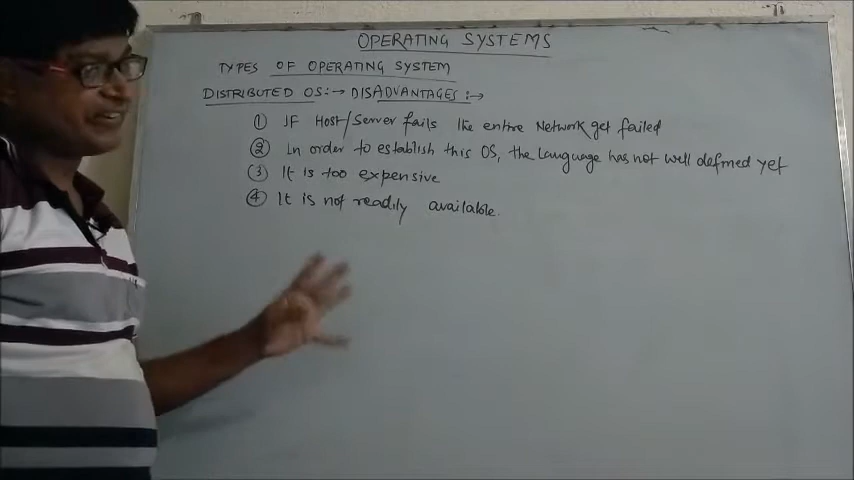 OPERATING SYSTEMS
TYPES OF OPERATING SYSTEM
DISTRIBUTED OS:→ DISADVANTAGES:→
① IF Host/Server fails the entire Network get failed
② In order to establish this OS, the Language has not well defined yet
③ It is too expensive
④ It is not readily available.